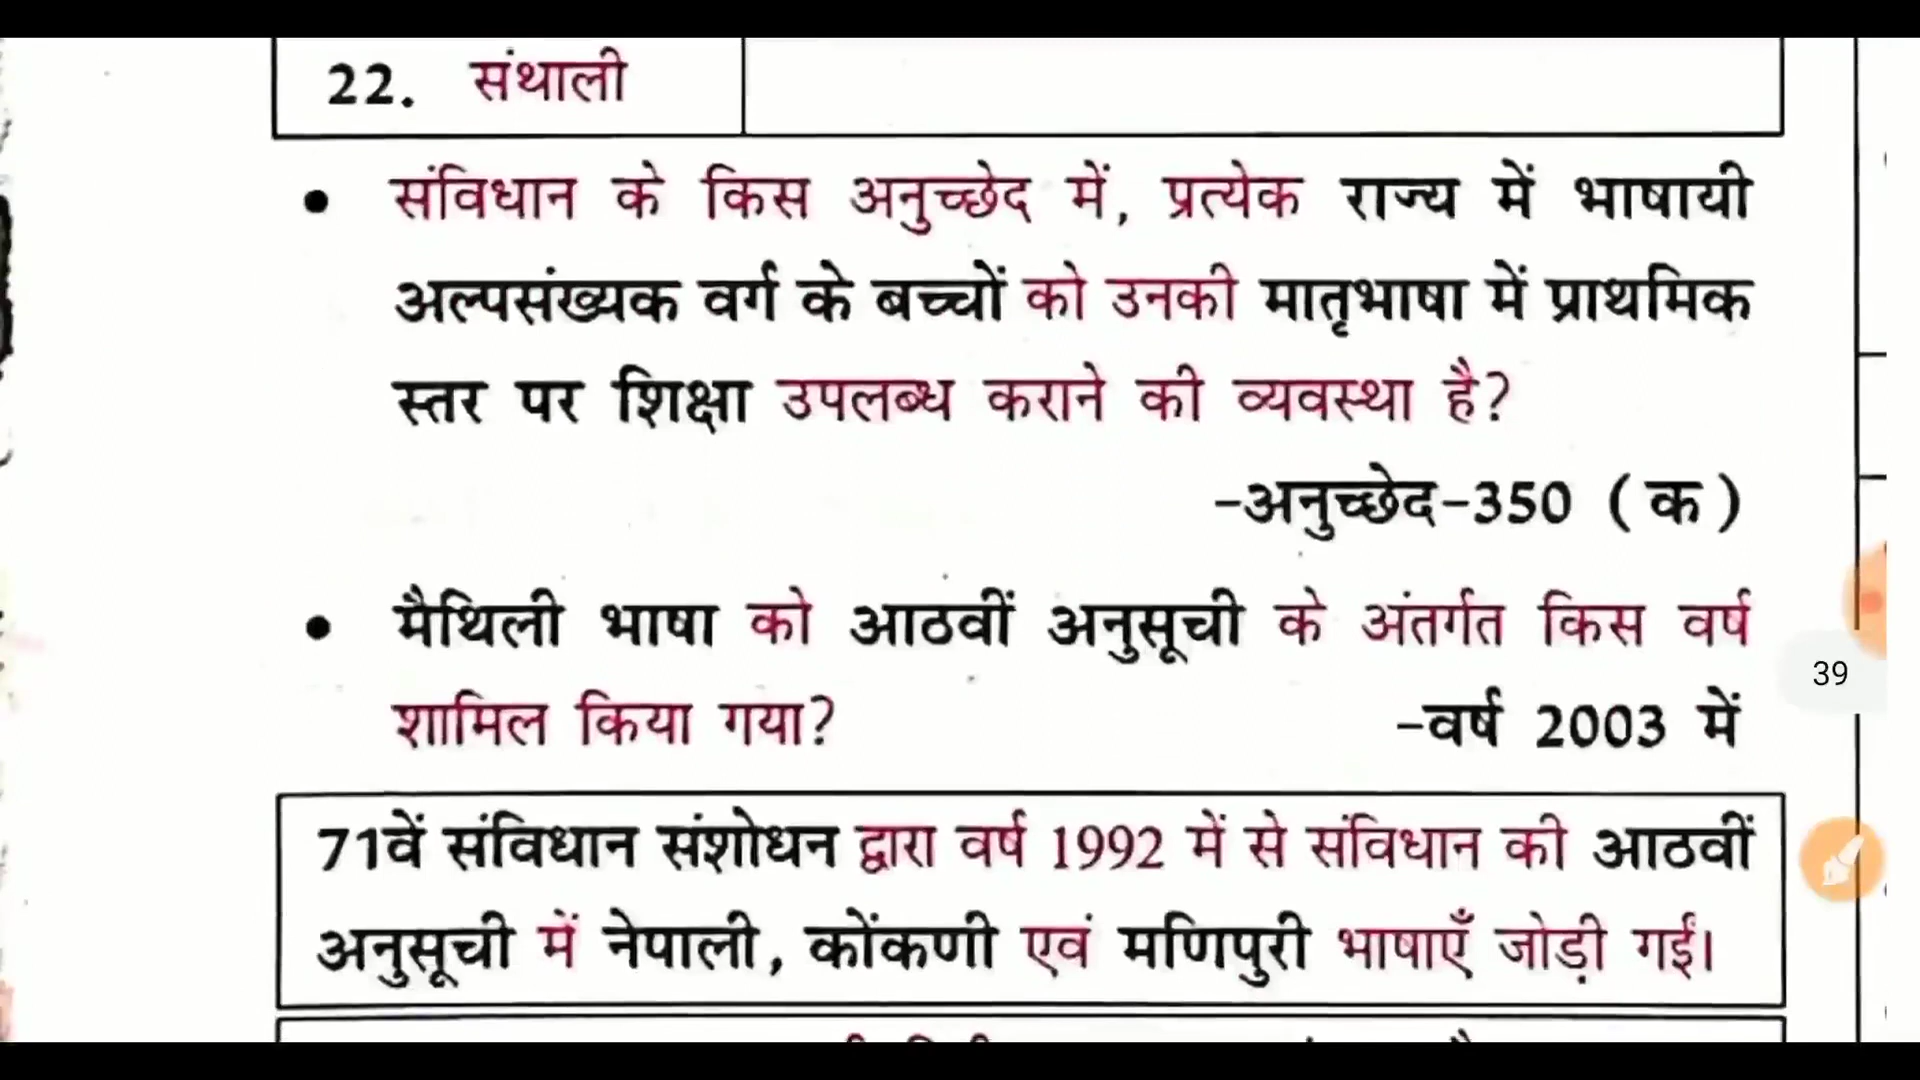 22. संथाली
• संविधान के किस अनुच्छेद में, प्रत्येक राज्य में भाषायी
अल्पसंख्यक वर्ग के बच्चों को उनकी मातृभाषा में प्राथमिक
स्तर पर शिक्षा उपलब्ध कराने की व्यवस्था है?
-अनुच्छेद-350 (क)
• मैथिली भाषा को आठवीं अनुसूची के अंतर्गत किस वर्ष
शामिल किया गया?
-वर्ष 2003 में
39
71वें संविधान संशोधन द्वारा वर्ष 1992 में से संविधान की आठवीं
अनुसूची में नेपाली, कोंकणी एवं मणिपुरी भाषाएँ जोड़ी गईं।